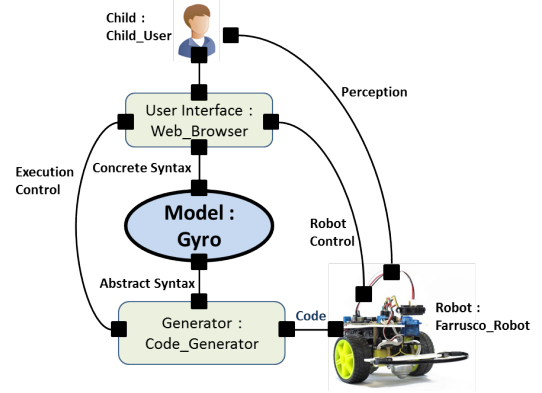 Child :
Child_User
Perception
User Interface :
Web_Browser
Execution
Control
Concrete Syntax
Model :
Gyro
Robot
Control
Abstract Syntax
Generator :
Code_Generator
Code
Robot :
Farrusco_Robot